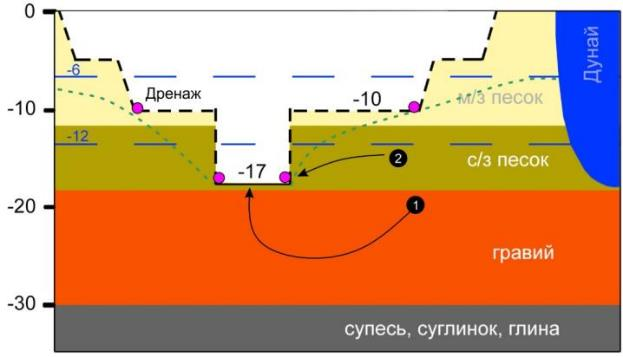 0
-6
Дренаж
Дунай
-10
-10
м/з песок
-12
2
с/з песок
-17
-20
1
гравий
-30
супесь, суглинок, глина